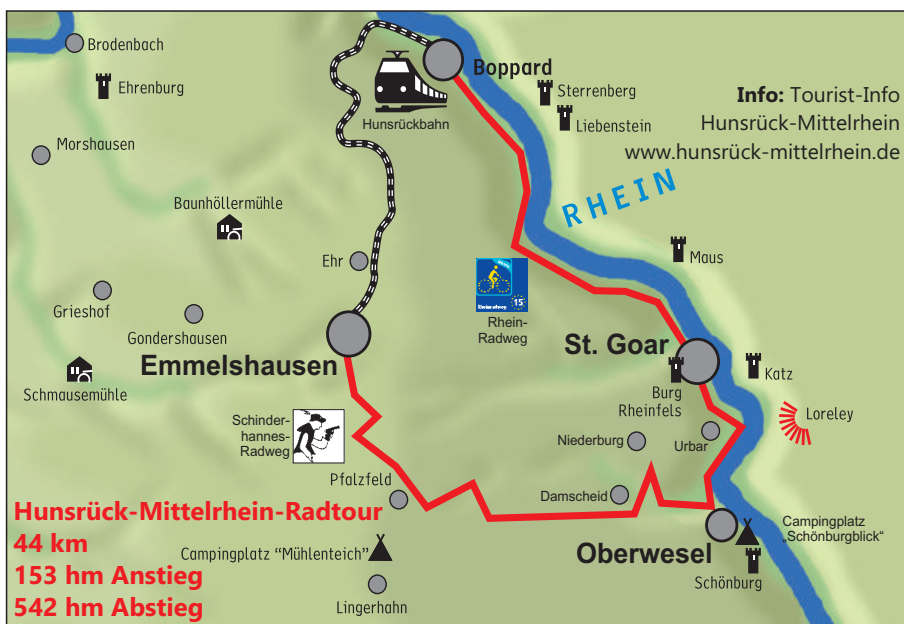 Brodenbach
Ehrenburg
Morshausen
Baunhöllermühle
Grieshof
Gondershausen
Schmausemühle
Ehr
Emmelshausen
Hunsrückbahn
Boppard
Sterrenberg
Liebenstein
Info: Tourist-Info
Hunsrück-Mittelrhein
www.hunsrück-mittelrhein.de
RHEIN
Maus
15
Rhein-
Radweg
St. Goar
Burg
Rheinfels
Katz
Loreley
Niederburg
Urbar
Schinder-
hannes-
Radweg
Pfalzfeld
Damscheid
Oberwesel
Campingplatz
„Schönburgblick“
Schönburg
Campingplatz “Mühlenteich”
Lingerhahn
Hunsrück-Mittelrhein-Radtour
44 km
153 hm Anstieg
542 hm Abstieg